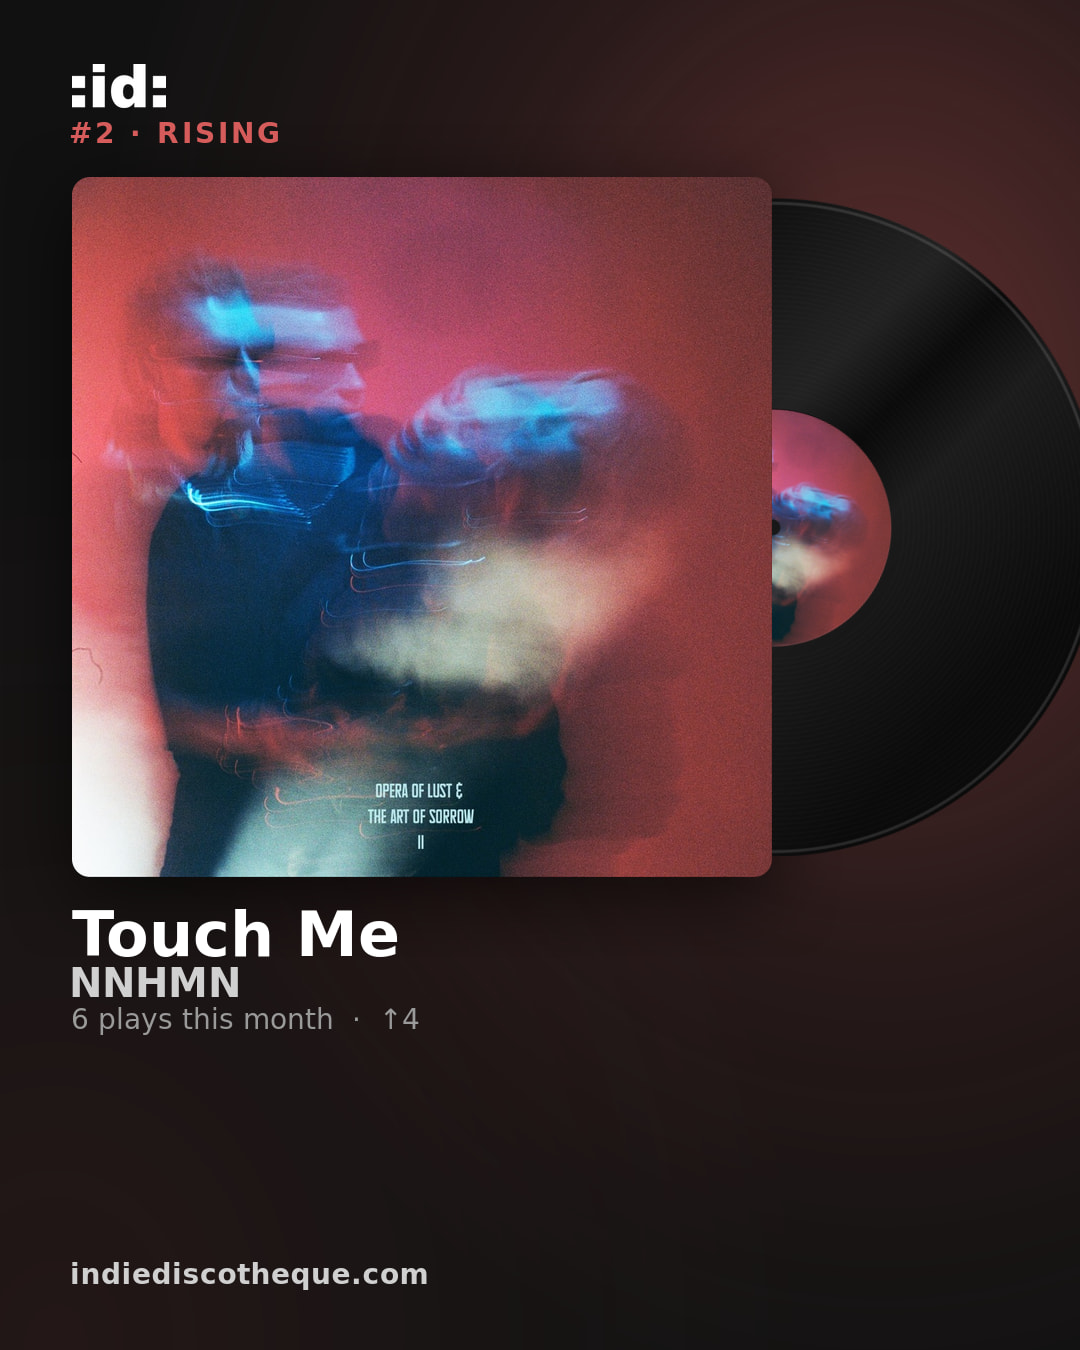 :id:
#2 · RISING
OPERA OF LUST &
THE ART OF SORROW
II
Touch Me
NNHMN
6 plays this month · ↑4
indiediscotheque.com